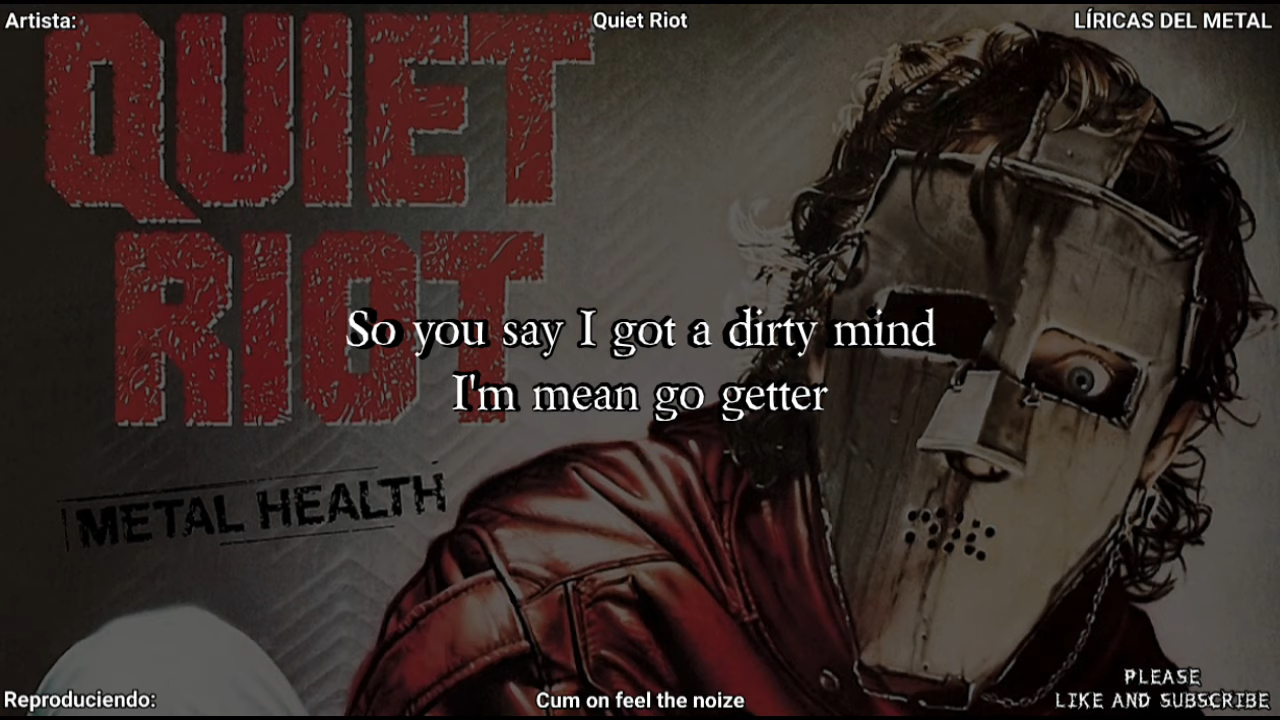 Artista:
Quiet Riot
LÍRICAS DEL METAL
QUIET
RIOT
So you say I got a dirty mind
I'm mean go getter
METAL HEALTH
PLEASE
LIKE AND SUBSCRIBE
Reproduciendo:
Cum on feel the noize